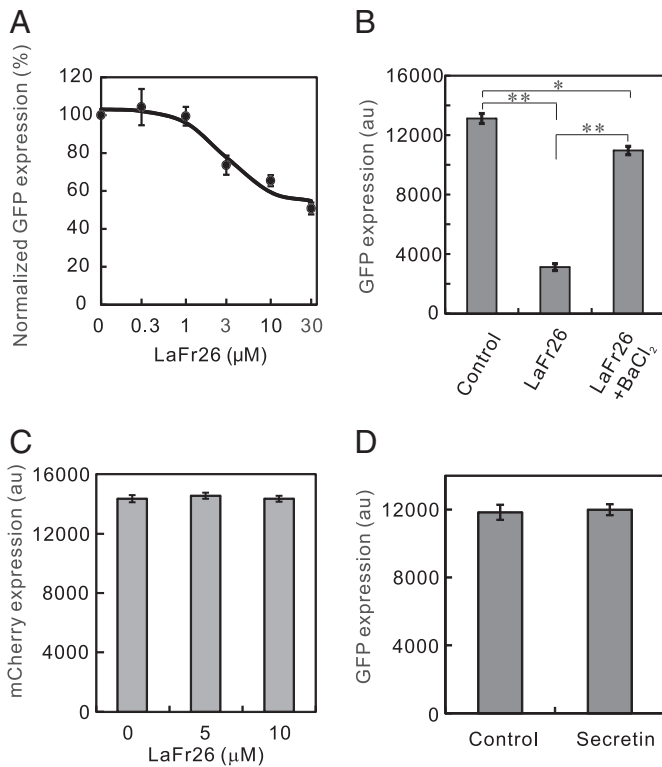 A
Normalized GFP expression (%)
120
100
80
60
40
20
0
0 0.3 1 3 10 30
LaFr26 (µM)
B
GFP expression (au)
16000
12000
8000
4000
0
*
** **
Control
LaFr26
LaFr26
+BaCl₂
C
mCherry expression (au)
16000
12000
8000
4000
0
0 5 10
LaFr26 (µM)
D
GFP expression (au)
12000
8000
4000
0
Control Secretin